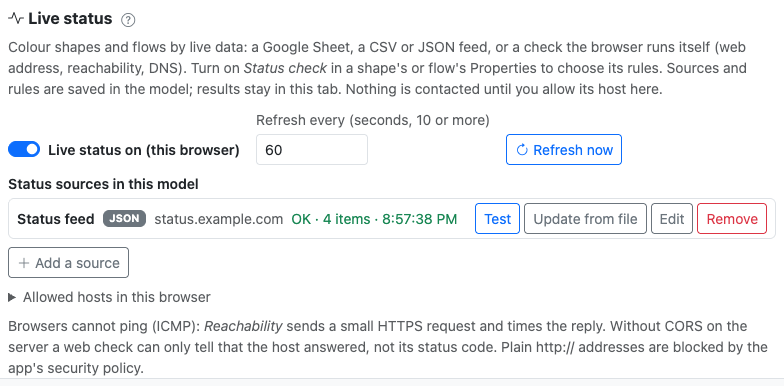 Live status ?
Colour shapes and flows by live data: a Google Sheet, a CSV or JSON feed, or a check the browser runs itself (web
address, reachability, DNS). Turn on Status check in a shape's or flow's Properties to choose its rules. Sources and
rules are saved in the model; results stay in this tab. Nothing is contacted until you allow its host here.
Refresh every (seconds, 10 or more)
Live status on (this browser) 60 Refresh now
Status sources in this model
Status feed JSON status.example.com OK · 4 items · 8:57:38 PM Test Update from file Edit Remove
+ Add a source
Allowed hosts in this browser
Browsers cannot ping (ICMP): Reachability sends a small HTTPS request and times the reply. Without CORS on the
server a web check can only tell that the host answered, not its status code. Plain http:// addresses are blocked by the
app's security policy.